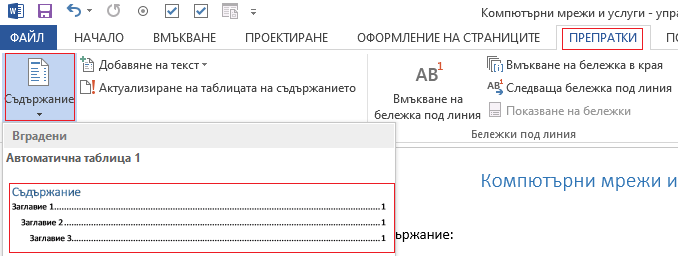 Компютърни мрежи и услуги - упра
ФАЙЛ НАЧАЛО ВМЪКВАНЕ ПРОЕКТИРАНЕ ОФОРМЛЕНИЕ НА СТРАНИЦИТЕ ПРЕПРАТКИ ПО
Съдържание
Добавяне на текст
Актуализиране на таблицата на съдържанието
AB1
Вмъкване на
бележка под линия
Вмъкване на бележка в края
Следваща бележка под линия
Показване на бележки
Бележки под линия
Вградени
Автоматична таблица 1
Съдържание
Заглавие 1 1
Заглавие 2 1
Заглавие 3 1
Компютърни мрежи и
ържание: